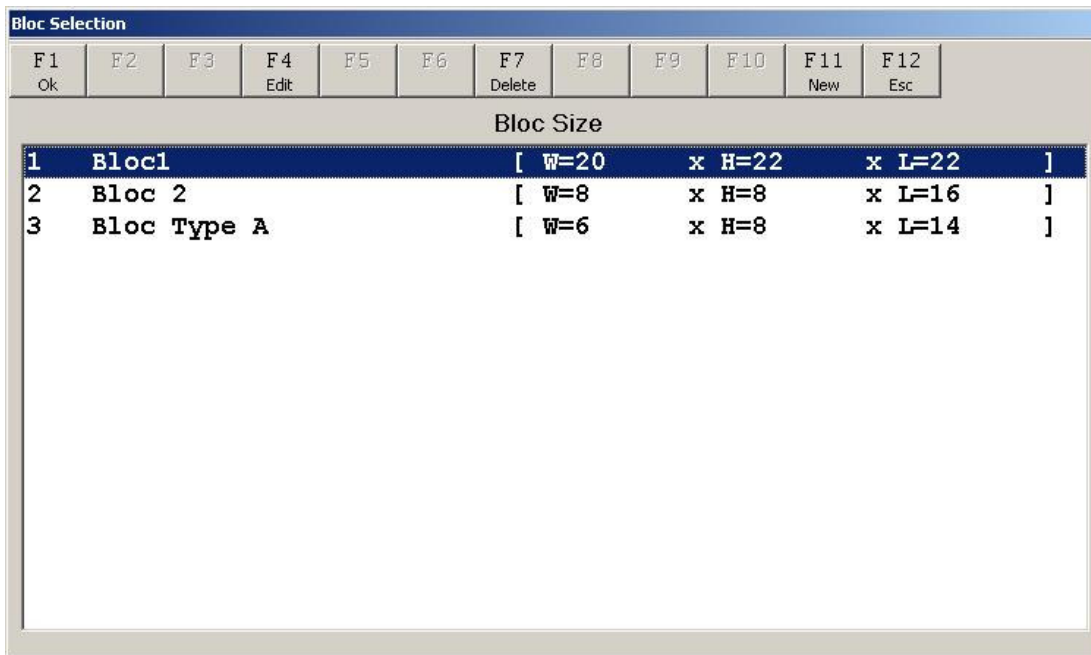 Bloc Selection
F1 F2 F3 F4 F5 F6 F7 F8 F9 F10 F11 F12
Ok Edit Delete New Esc
Bloc Size
1 Bloc1 [ W=20 x H=22 x L=22 ]
2 Bloc 2 [ W=8 x H=8 x L=16 ]
3 Bloc Type A [ W=6 x H=8 x L=14 ]